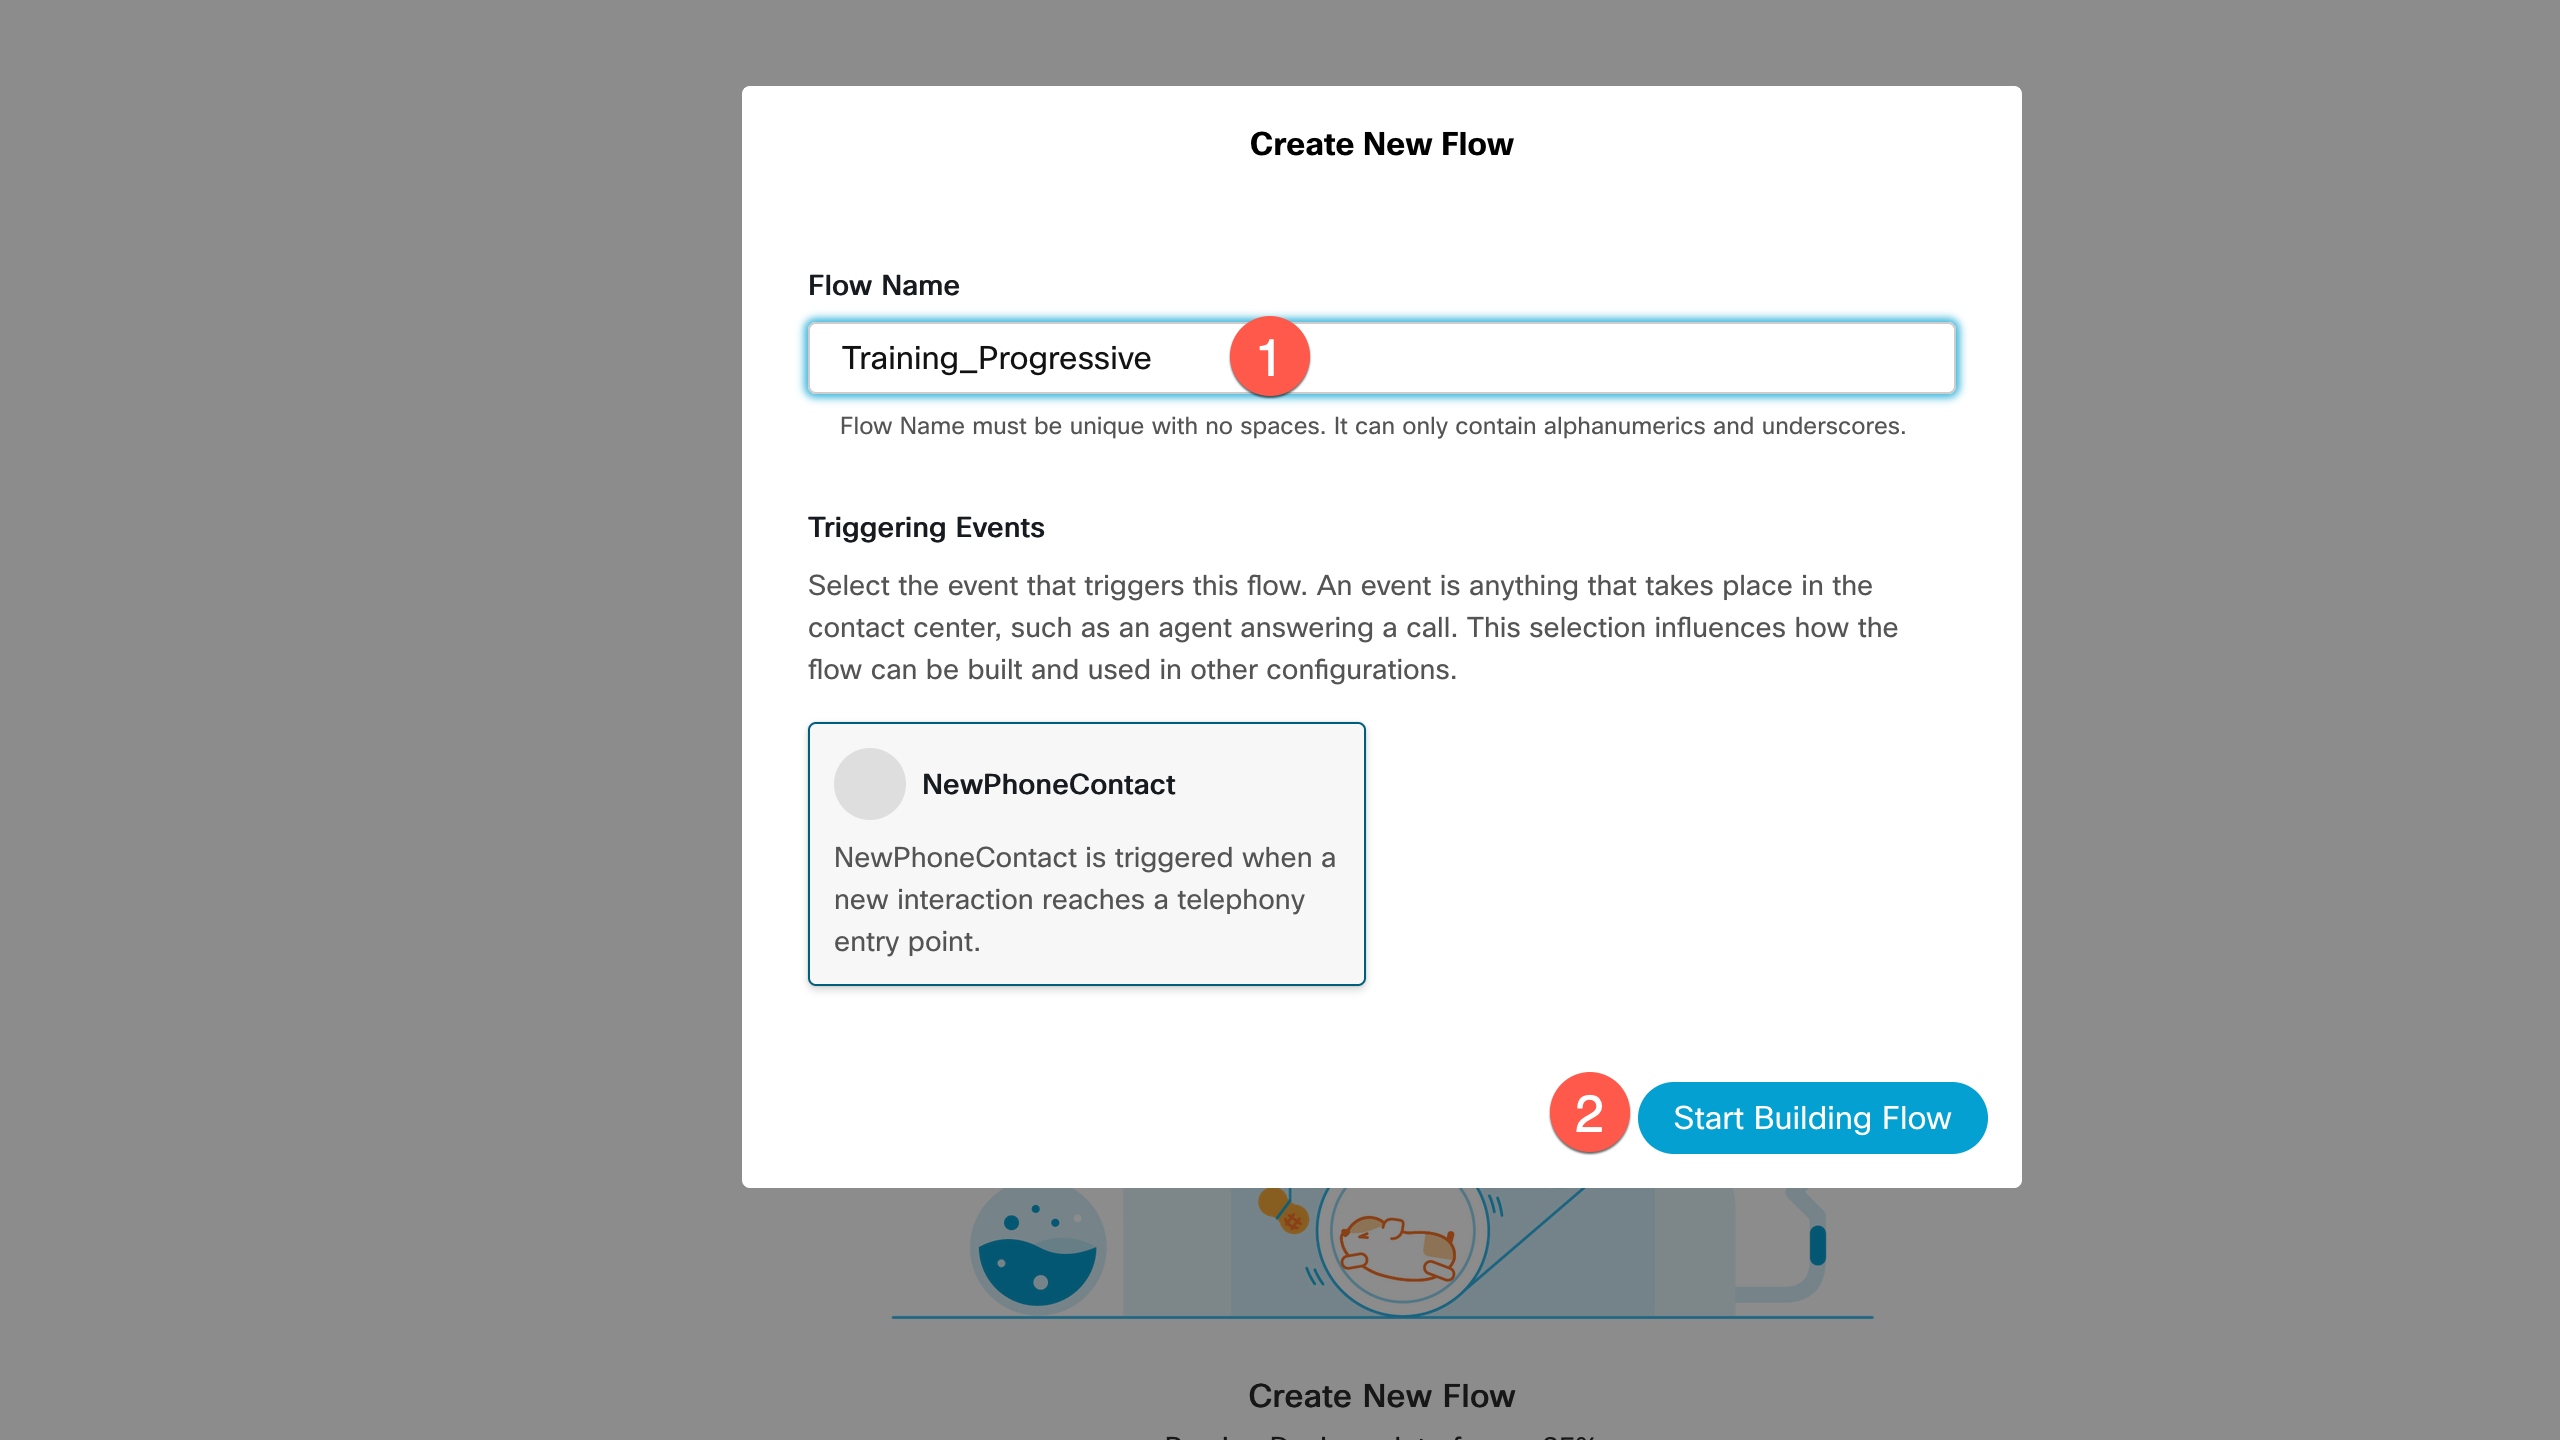 Create New Flow
Flow Name
Training_Progressive
1
Flow Name must be unique with no spaces. It can only contain alphanumerics and underscores.
Triggering Events
Select the event that triggers this flow. An event is anything that takes place in the
contact center, such as an agent answering a call. This selection influences how the
flow can be built and used in other configurations.
NewPhoneContact
NewPhoneContact is triggered when a
new interaction reaches a telephony
entry point.
2
Start Building Flow
Create New Flow